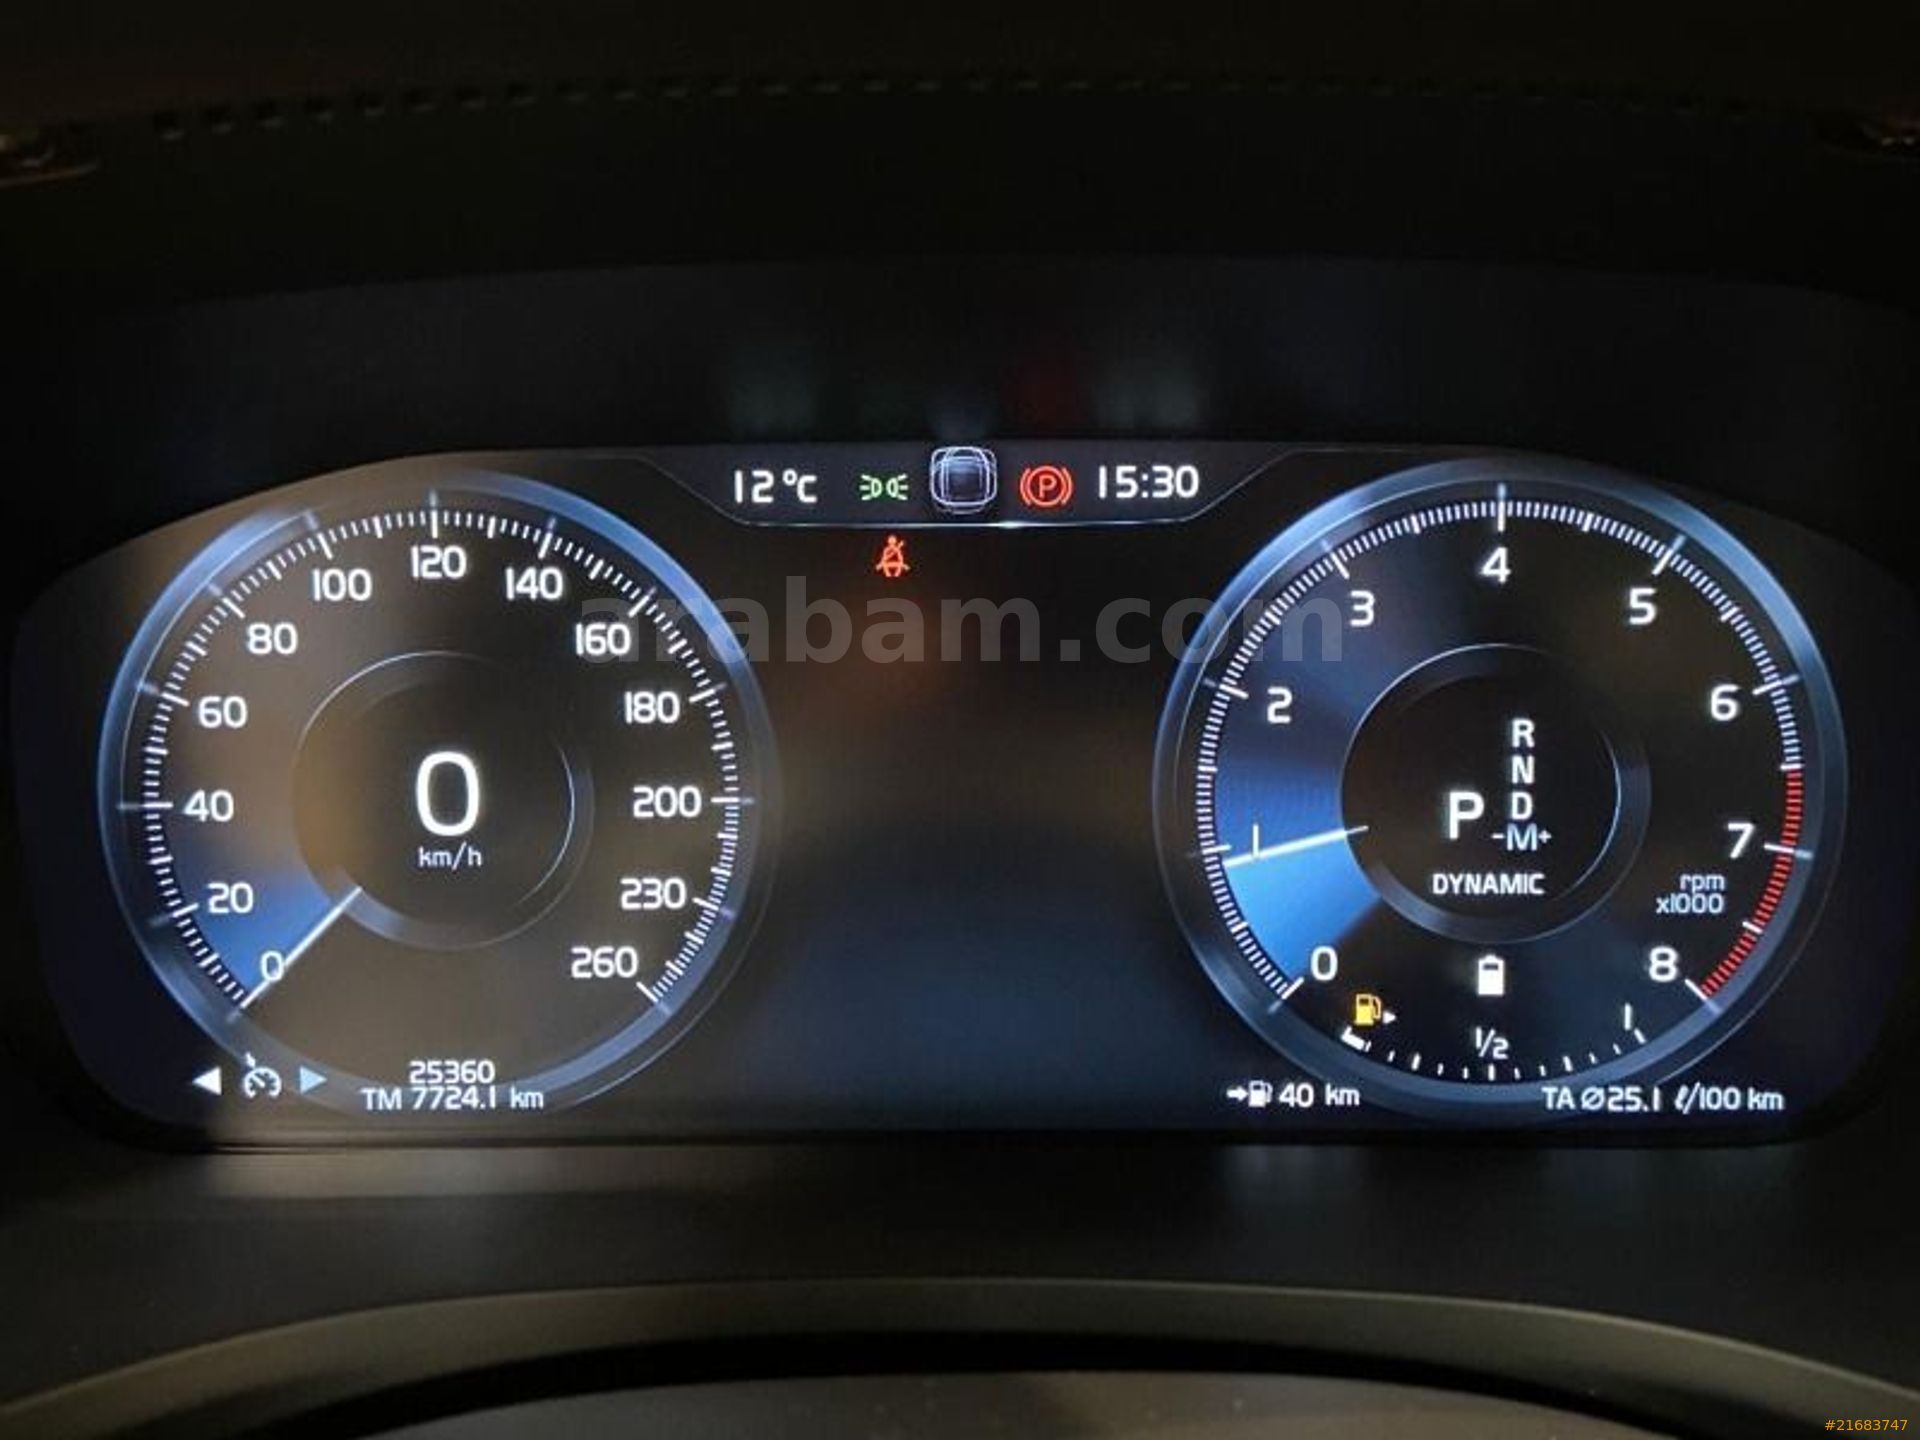 12°C
15:30
arabam.com
0
20
40
60
80
100
120
140
160
180
200
230
260
0
km/h
25360
TM 7724.1 km
0
1
2
3
4
5
6
7
8
rpm
x1000
R
N
D
P -M+
DYNAMIC
1/2
1
40 km
TA Ø25.1 ℓ/100 km
#21683747